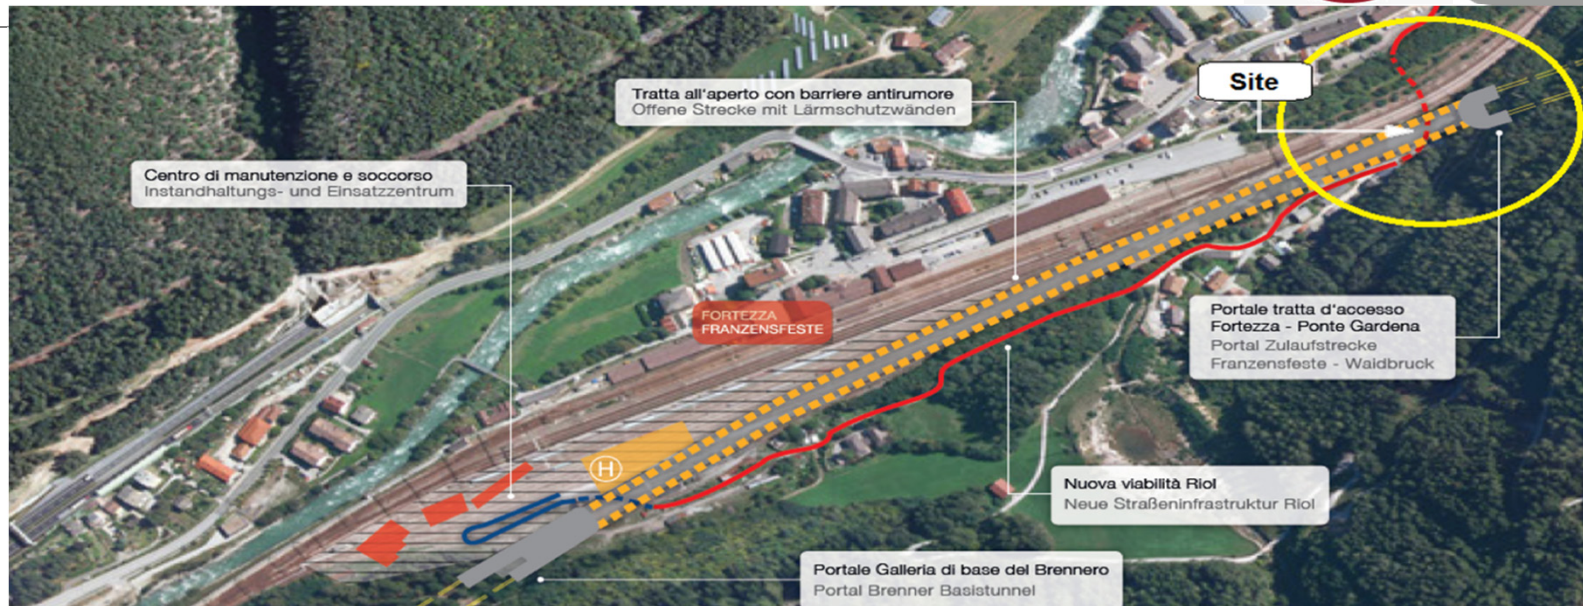 Site
Tratta all'aperto con barriere antirumore
Offene Strecke mit Lärmschutzwänden
Centro di manutenzione e soccorso
Instandhaltungs- und Einsatzzentrum
FORTEZZA
FRANZENSFESTE
Portale tratta d'accesso
Fortezza - Ponte Gardena
Portal Zulaufstrecke
Franzensfeste - Waidbruck
H
Nuova viabilità Riol
Neue Straßeninfrastruktur Riol
Portale Galleria di base del Brennero
Portal Brenner Basistunnel